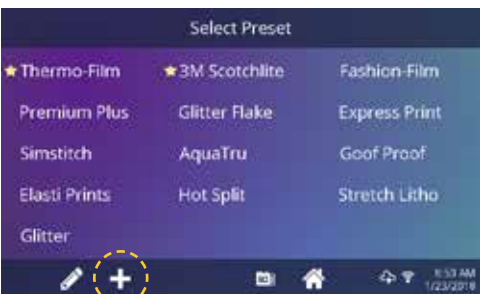 Select Preset
Thermo-Film 3M Scotchlite Fashion-Film
Premium Plus Glitter Flake Express Print
Simstitch AquaTru Goof Proof
Elasti Prints Hot Split Stretch Litho
Glitter
8:53 AM
1/23/2018